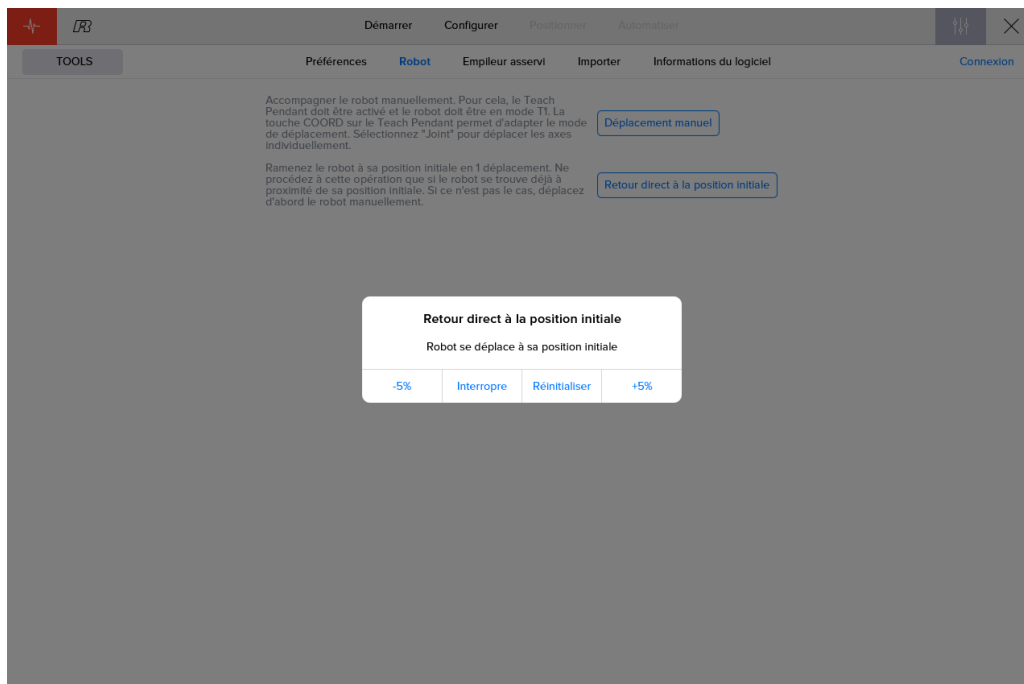 Démarrer Configurer Positionner Automatiser
TOOLS Préférences Robot Empileur asservi Importer Informations du logiciel Connexion
Accompagner le robot manuellement. Pour cela, le Teach
Pendant doit être activé et le robot doit être en mode T1. La
touche COORD sur le Teach Pendant permet d'adapter le mode
de déplacement. Sélectionnez "Joint" pour déplacer les axes
individuellement.
Déplacement manuel
Ramenez le robot à sa position initiale en 1 déplacement. Ne
procédez à cette opération que si le robot se trouve déjà à
proximité de sa position initiale. Si ce n'est pas le cas, déplacez
d'abord le robot manuellement.
Retour direct à la position initiale
Retour direct à la position initiale
Robot se déplace à sa position initiale
-5% Interropre Réinitialiser +5%